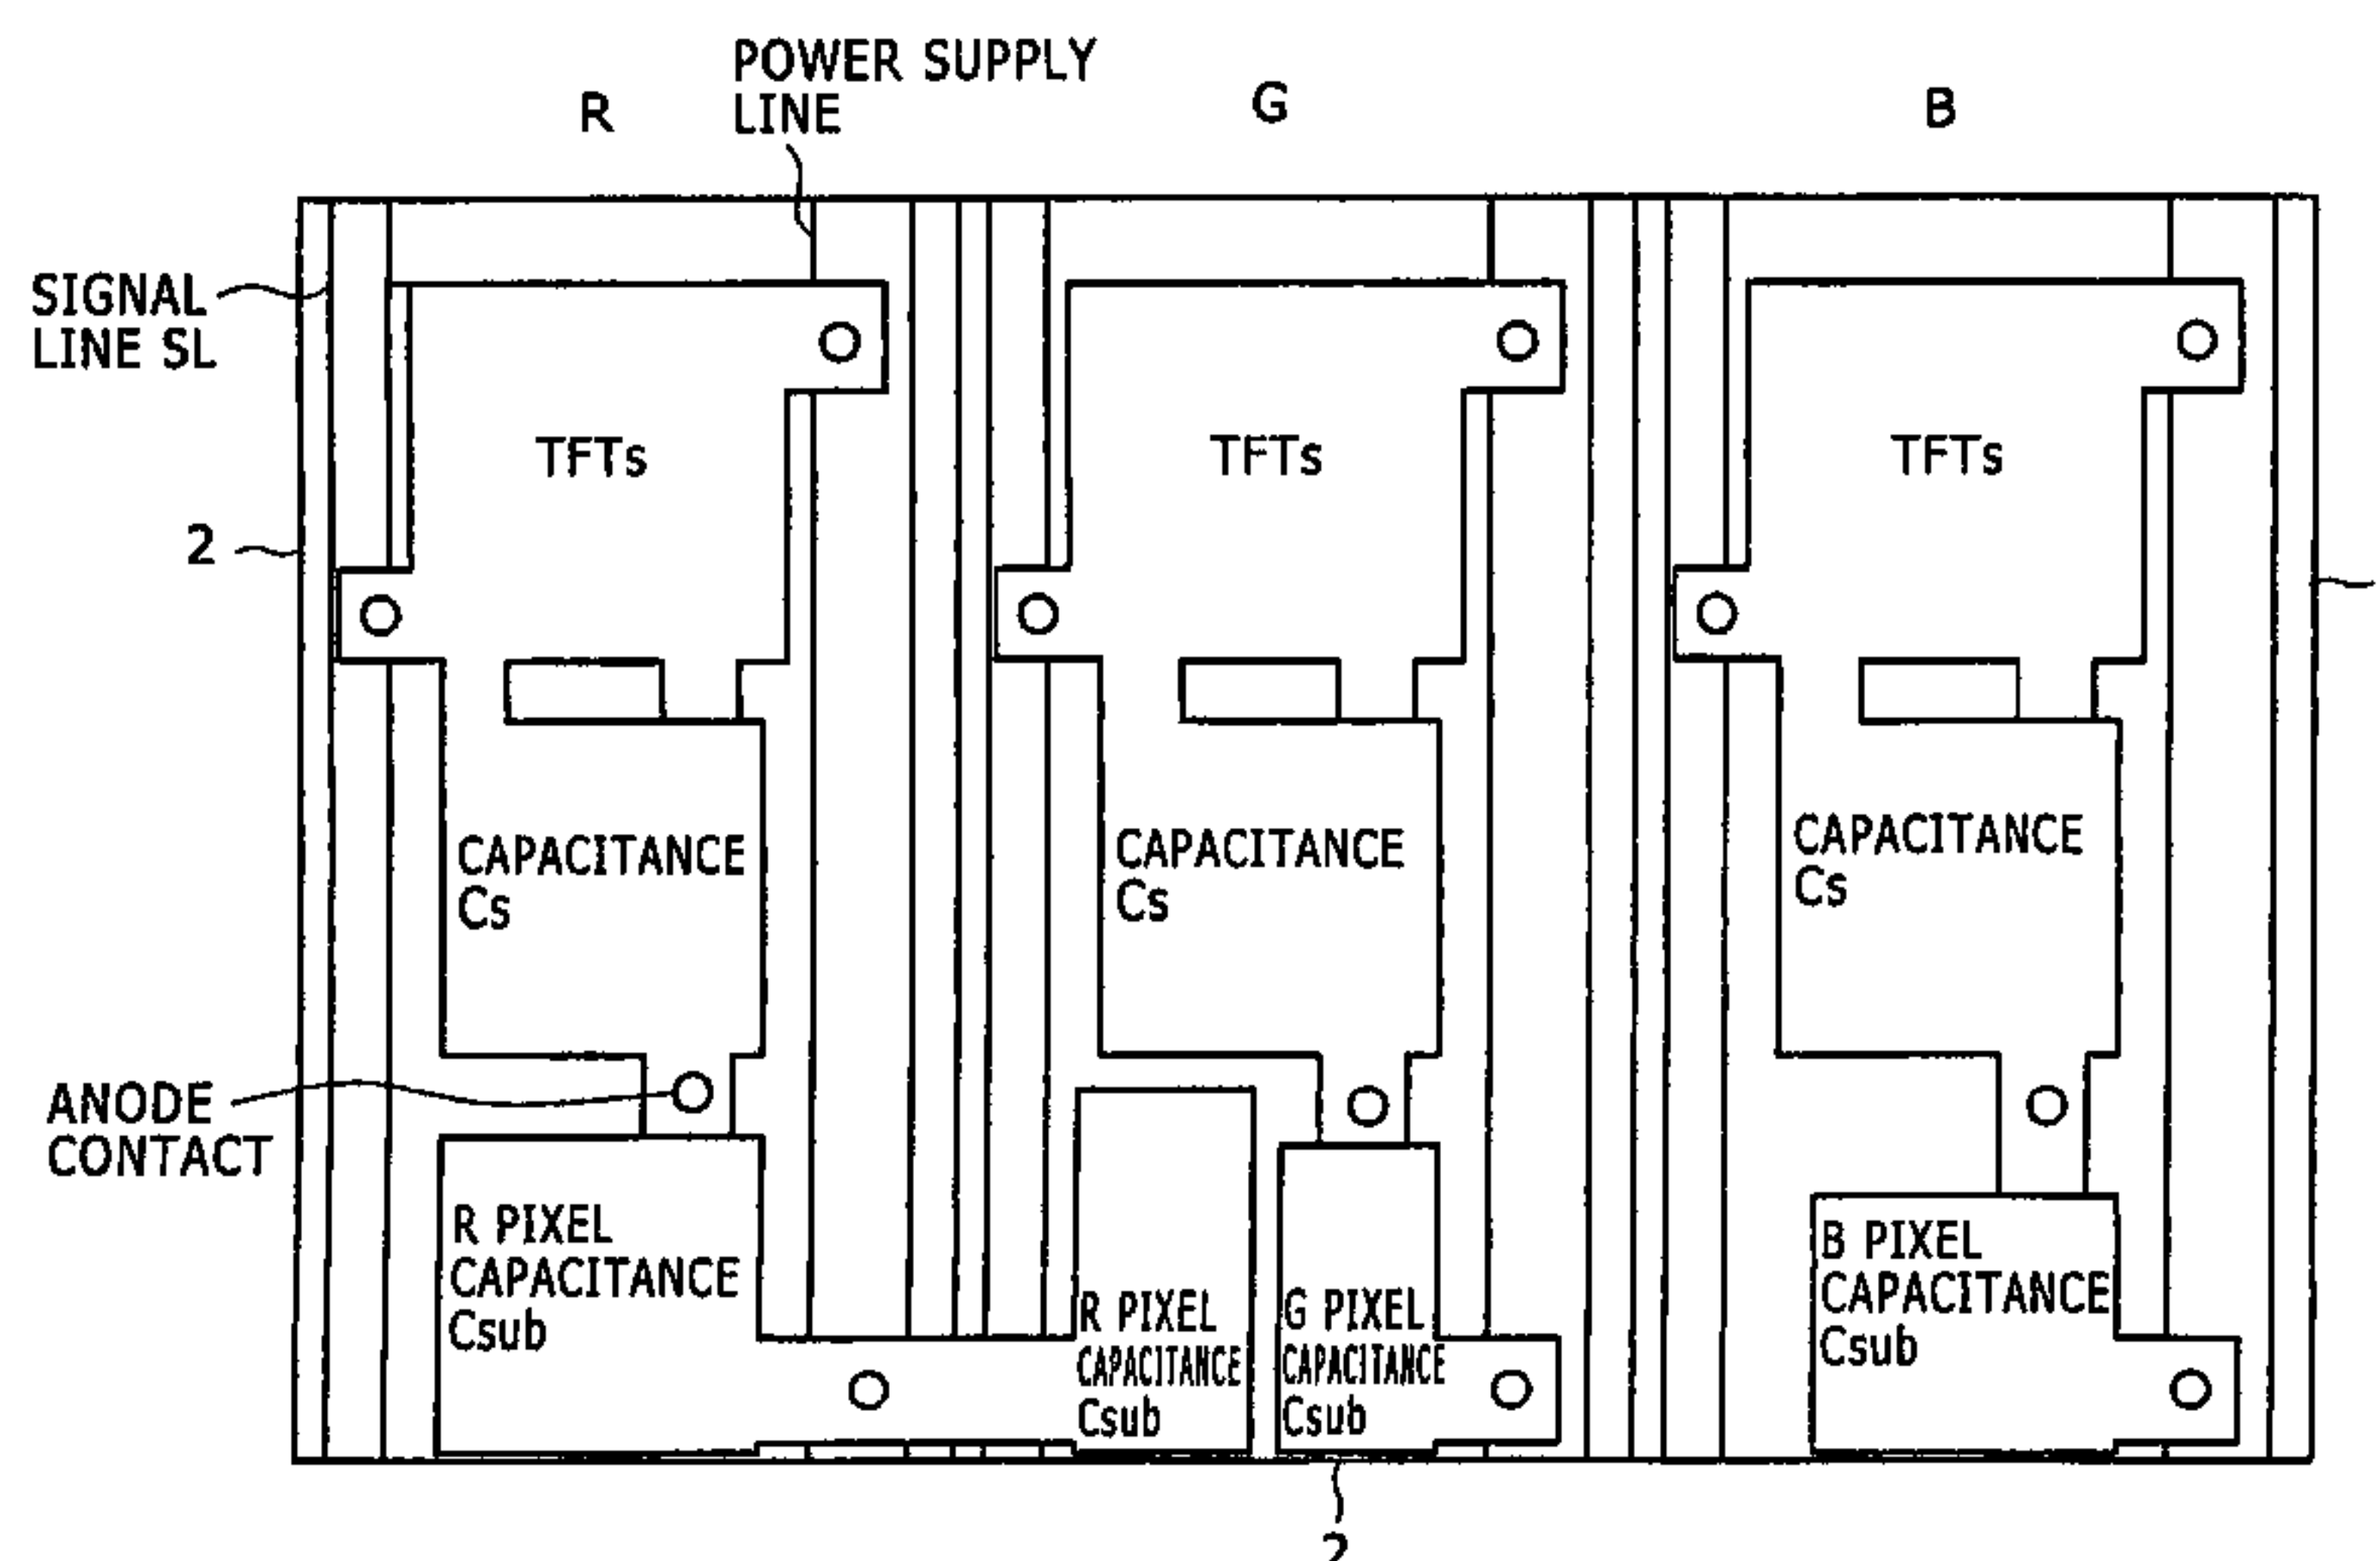 POWER SUPPLY
LINE
R
G
B
SIGNAL
LINE SL
TFTs
TFTs
TFTs
2
CAPACITANCE
Cs
CAPACITANCE
Cs
CAPACITANCE
Cs
ANODE
CONTACT
R PIXEL
CAPACITANCE
Csub
R PIXEL
CAPACITANCE
Csub
G PIXEL
CAPACITANCE
Csub
B PIXEL
CAPACITANCE
Csub
2